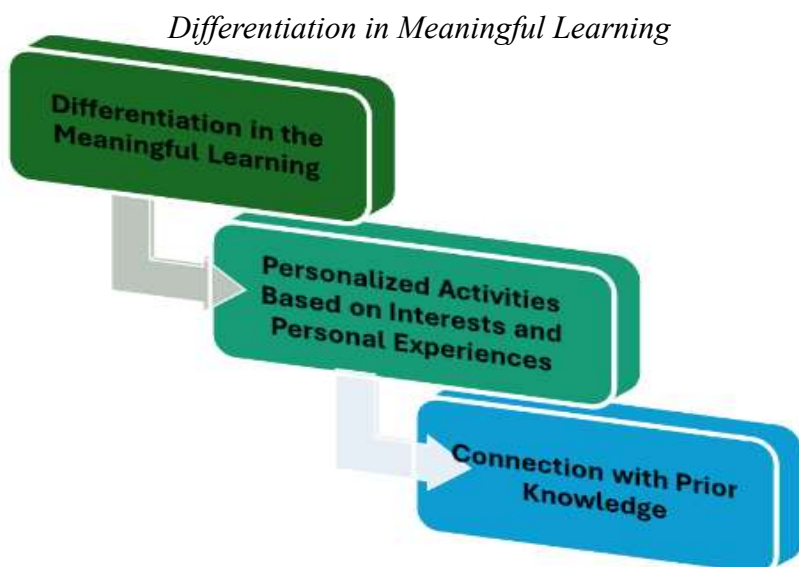 Differentiation in Meaningful Learning
Differentiation in the
Meaningful Learning
Personalized Activities
Based on Interests and
Personal Experiences
Connection with Prior
Knowledge